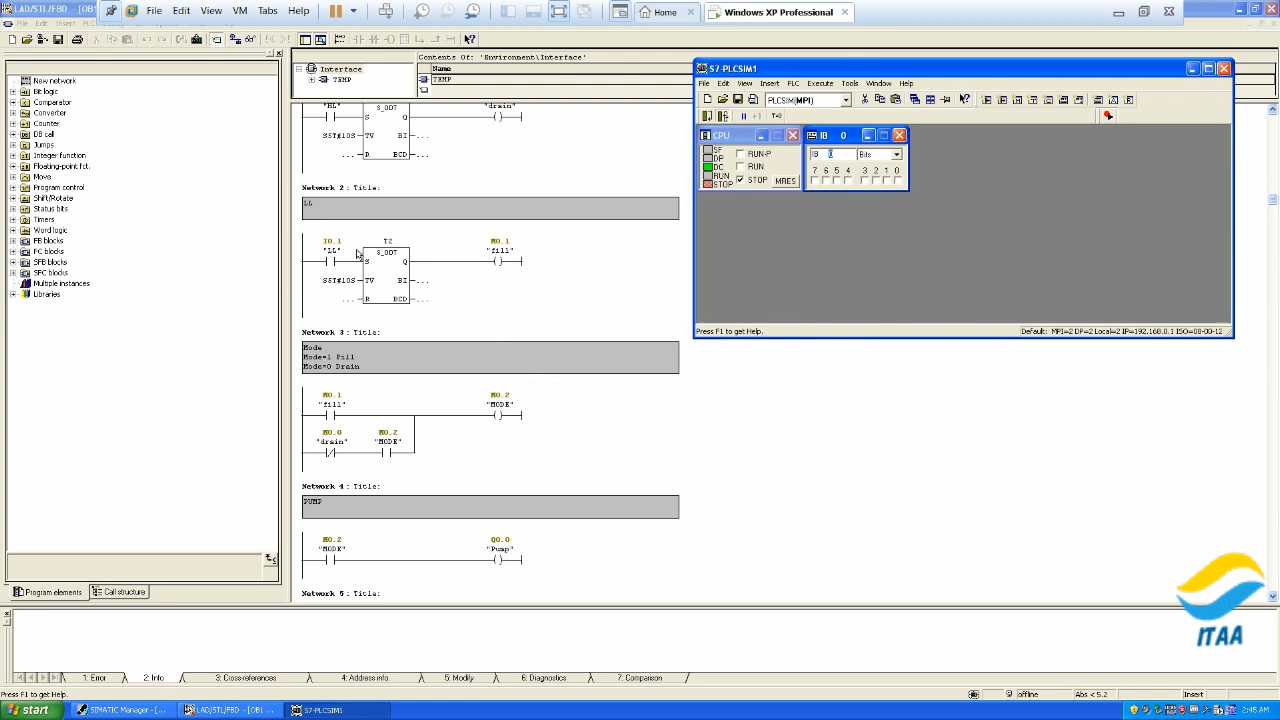 LAD/STL/FBD - [OB1
File Edit View VM Tabs Help
Home
Windows XP Professional
File Edit Insert PLC
Interface
TEMP
Contents Of: 'Environment\Interface'
Name
TEMP
New network
Bit logic
Comparator
Converter
Counter
DB call
Jumps
Integer function
Floating-point fct.
Move
Program control
Shift/Rotate
Status bits
Timers
Word logic
FB blocks
FC blocks
SFB blocks
SFC blocks
Multiple instances
Libraries
Program elements
Call structure
"HL" S_ODT "drain"
S Q
S5T#10S TV BI ...
... R BCD ...
Network 2 : Title:
LL
I0.1 T2 M0.1
"LL" S_ODT "fill"
S Q
S5T#10S TV BI ...
... R BCD ...
Network 3 : Title:
Mode
Mode=1 Fill
Mode=0 Drain
M0.1 M0.2
"fill" "MODE"
M0.0 M0.2
"drain" "MODE"
Network 4 : Title:
PUMP
M0.2 Q0.0
"MODE" "Pump"
Network 5 : Title:
S7-PLCSIM1
File Edit View Insert PLC Execute Tools Window Help
PLCSIM(MPI)
+1 T=0
CPU
SF
DP
DC
RUN
STOP
RUN-P
RUN
STOP
MRES
IB 0
IB 0 Bits
7 6 5 4 3 2 1 0
Press F1 to get Help.
Default: MPI=2 DP=2 Local=2 IP=192.168.0.1 ISO=08-00-12
ITAA
1: Error 2: Info 3: Cross-references 4: Address info. 5: Modify 6: Diagnostics 7: Comparison
Press F1 to get Help.
offline Abs < 5.2 Insert
start
SIMATIC Manager - [...
LAD/STL/FBD - [OB1 ...
S7-PLCSIM1
2:45 AM